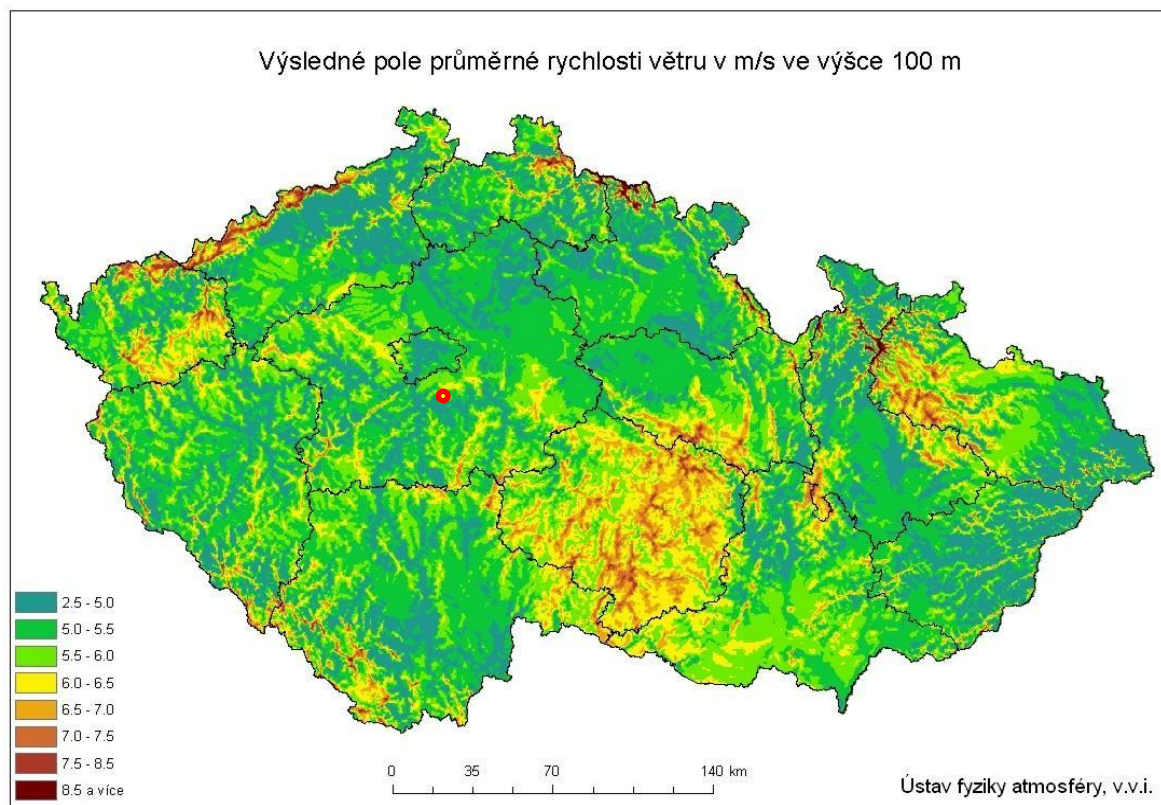 Výsledné pole průměrné rychlosti větru v m/s ve výšce 100 m
2.5 - 5.0
5.0 - 5.5
5.5 - 6.0
6.0 - 6.5
6.5 - 7.0
7.0 - 7.5
7.5 - 8.5
8.5 a více
0 35 70 140 km
Ústav fyziky atmosféry, v.v.i.